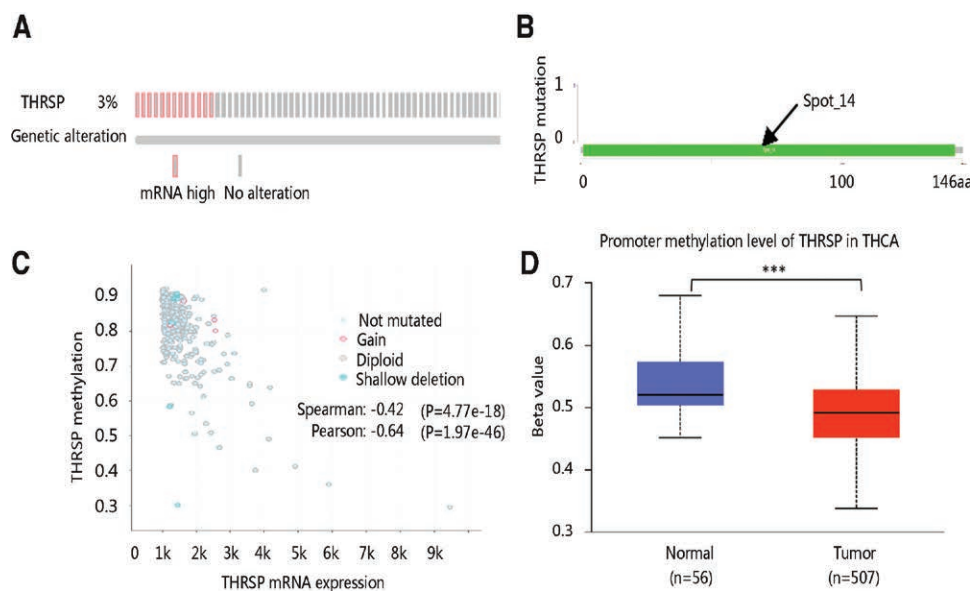 A
THRSP 3%
Genetic alteration
mRNA high No alteration
B
THRSP mutation
1
0
Spot_14
0 100 146aa
C
THRSP methylation
0.9
0.8
0.7
0.6
0.5
0.4
0.3
Not mutated
Gain
Diploid
Shallow deletion
Spearman: -0.42 (P=4.77e-18)
Pearson: -0.64 (P=1.97e-46)
0 1k 2k 3k 4k 5k 6k 7k 8k 9k
THRSP mRNA expression
Promoter methylation level of THRSP in THCA
D
***
Beta value
0.7
0.6
0.5
0.4
0.3
Normal Tumor
(n=56) (n=507)